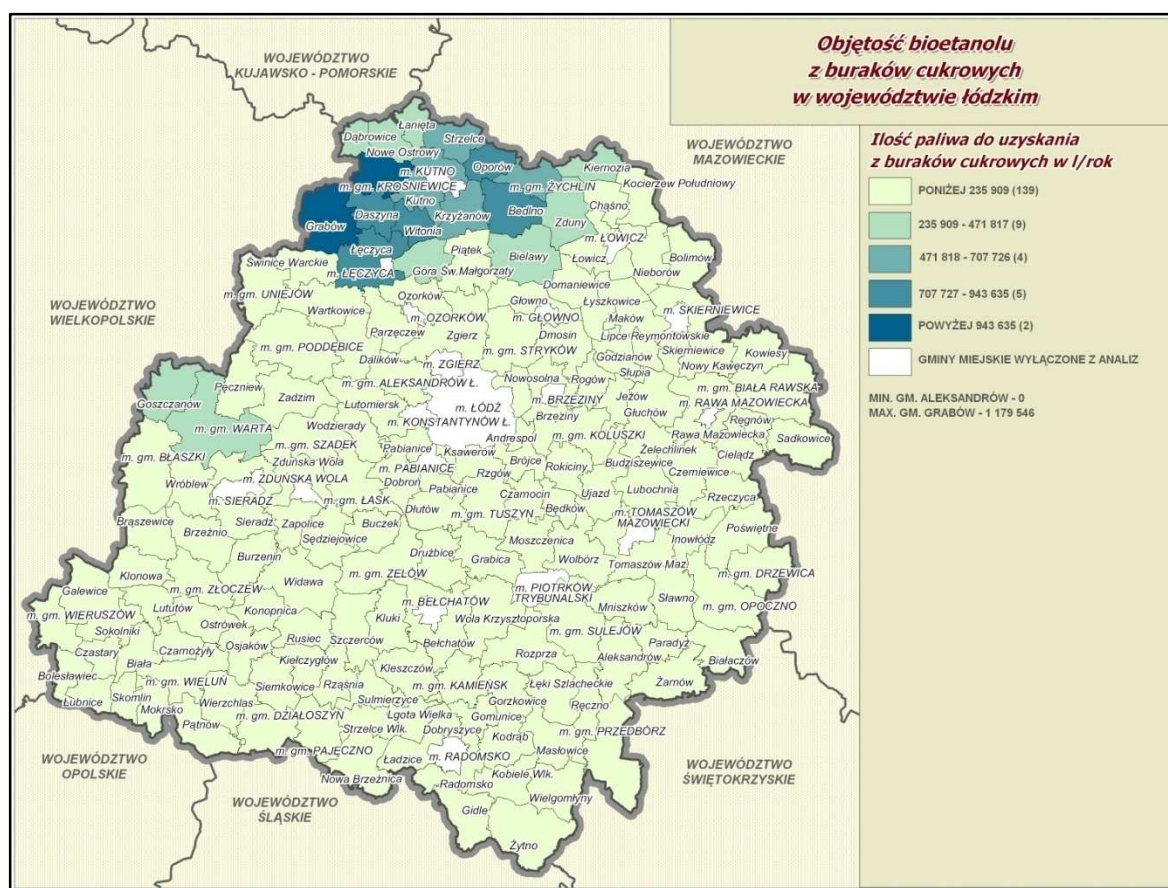 Objętość bioetanolu
z buraków cukrowych
w województwie łódzkim
Ilość paliwa do uzyskania
z buraków cukrowych w l/rok
PONIŻEJ 235 909 (139)
235 909 - 471 817 (9)
471 818 - 707 726 (4)
707 727 - 943 635 (5)
POWYŻEJ 943 635 (2)
GMINY MIEJSKIE WYŁĄCZONE Z ANALIZ
MIN. GM. ALEKSANDRÓW - 0
MAX. GM. GRABÓW - 1 179 546
WOJEWÓDZTWO
KUJAWSKO - POMORSKIE
WOJEWÓDZTWO
MAZOWIECKIE
WOJEWÓDZTWO
WIELKOPOLSKIE
WOJEWÓDZTWO
OPOLSKIE
WOJEWÓDZTWO
ŚLĄSKIE
WOJEWÓDZTWO
ŚWIĘTOKRZYSKIE
Łanięta
Dąbrowice
Strzelce
Nowe Ostrowy
Oporów
Kiernozia
m. KUTNO
m. gm. KROŚNIEWICE
m. gm. ŻYCHLIN
Kocierzew Południowy
Kutno
Chąśno
Daszyna
Krzyżanów
Bedlno
Zduny
Grabów
Witonia
m. ŁOWICZ
Łęczyca
Piątek
Bielawy
Łowicz
Bolimów
Świnice Warckie
m. ŁĘCZYCA
Góra Św.Małgorzaty
Nieborów
Domaniewice
m. gm. UNIEJÓW
Ozorków
Głowno
Łyszkowice
Wartkowice
m. OZORKÓW
m. GŁOWNO
Maków
m. SKIERNIEWICE
Parzęczew
Zgierz
Dmosin
Lipce Reymontowskie
m. gm. PODDĘBICE
m. gm. STRYKÓW
Skierniewice
Kowiesy
Dalików
m. ZGIERZ
Godzianów
Nowy Kawęczyn
Pęczniew
m. gm. ALEKSANDRÓW Ł.
Nowosolna
Rogów
Słupia
m. gm. BIAŁA RAWSKA
Goszczanów
Zadzim
Lutomiersk
m. ŁÓDŹ
m. BRZEZINY
Jeżów
m. RAWA MAZOWIECKA
m. gm. WARTA
Wodzierady
m. KONSTANTYNÓW Ł.
Brzeziny
Głuchów
Regnów
Andrespol
m. gm. KOLUSZKI
Rawa Mazowiecka
Sadkowice
m. gm. BŁASZKI
m. gm. SZADEK
Pabianice
Ksawerów
Żelechlinek
Cielądz
Zduńska Wola
m. PABIANICE
Brójce
Rokiciny
Budziszewice
Wróblew
m. ZDUŃSKA WOLA
Dobroń
Rzgów
Czerniewice
m. SIERADZ
m. gm. ŁASK
Pabianice
Czarnocin
Ujazd
Lubochnia
Rzeczyca
Brąszewice
Sieradz
Zapolice
Buczek
Dłutów
m. gm. TUSZYN
Będków
m. TOMASZÓW
MAZOWIECKI
Poświętne
Brzeźnio
Sędziejowice
Moszczenica
Inowłódz
Burzenin
Drużbice
Grabica
Wolbórz
Tomaszów Maz.
Klonowa
Widawa
m. gm. ZELÓW
m. gm. DRZEWICA
Galewice
m. gm. ZŁOCZEW
m. PIOTRKÓW
TRYBUNALSKI
Sławno
m. gm. WIERUSZÓW
Lututów
Konopnica
m. BEŁCHATÓW
Mniszków
m. gm. OPOCZNO
Sokolniki
Ostrówek
Kluki
Wola Krzysztoporska
m. gm. SULEJÓW
Czastary
Czarnożyły
Osjaków
Rusiec
Szczerców
Bełchatów
Paradyż
Biała
Kiełczygłów
Rozprza
Aleksandrów
Białaczów
Bolesławiec
m. gm. WIELUŃ
Siemkowice
Rząśnia
Kleszczów
m. gm. KAMIEŃSK
Łęki Szlacheckie
Żarnów
Łubnice
Skomlin
Wierzchlas
Sulmierzyce
Gorzkowice
Ręczno
Mokrsko
m. gm. DZIAŁOSZYN
Lgota Wielka
Gomunice
Pątnów
Strzelce Wlk.
Dobryszyce
Kodrąb
m. gm. PRZEDBÓRZ
m. gm. PAJĘCZNO
Ładzice
m. RADOMSKO
Masłowice
Nowa Brzeźnica
Radomsko
Kobiele Wlk.
Gidle
Wielgomłyny
Żytno